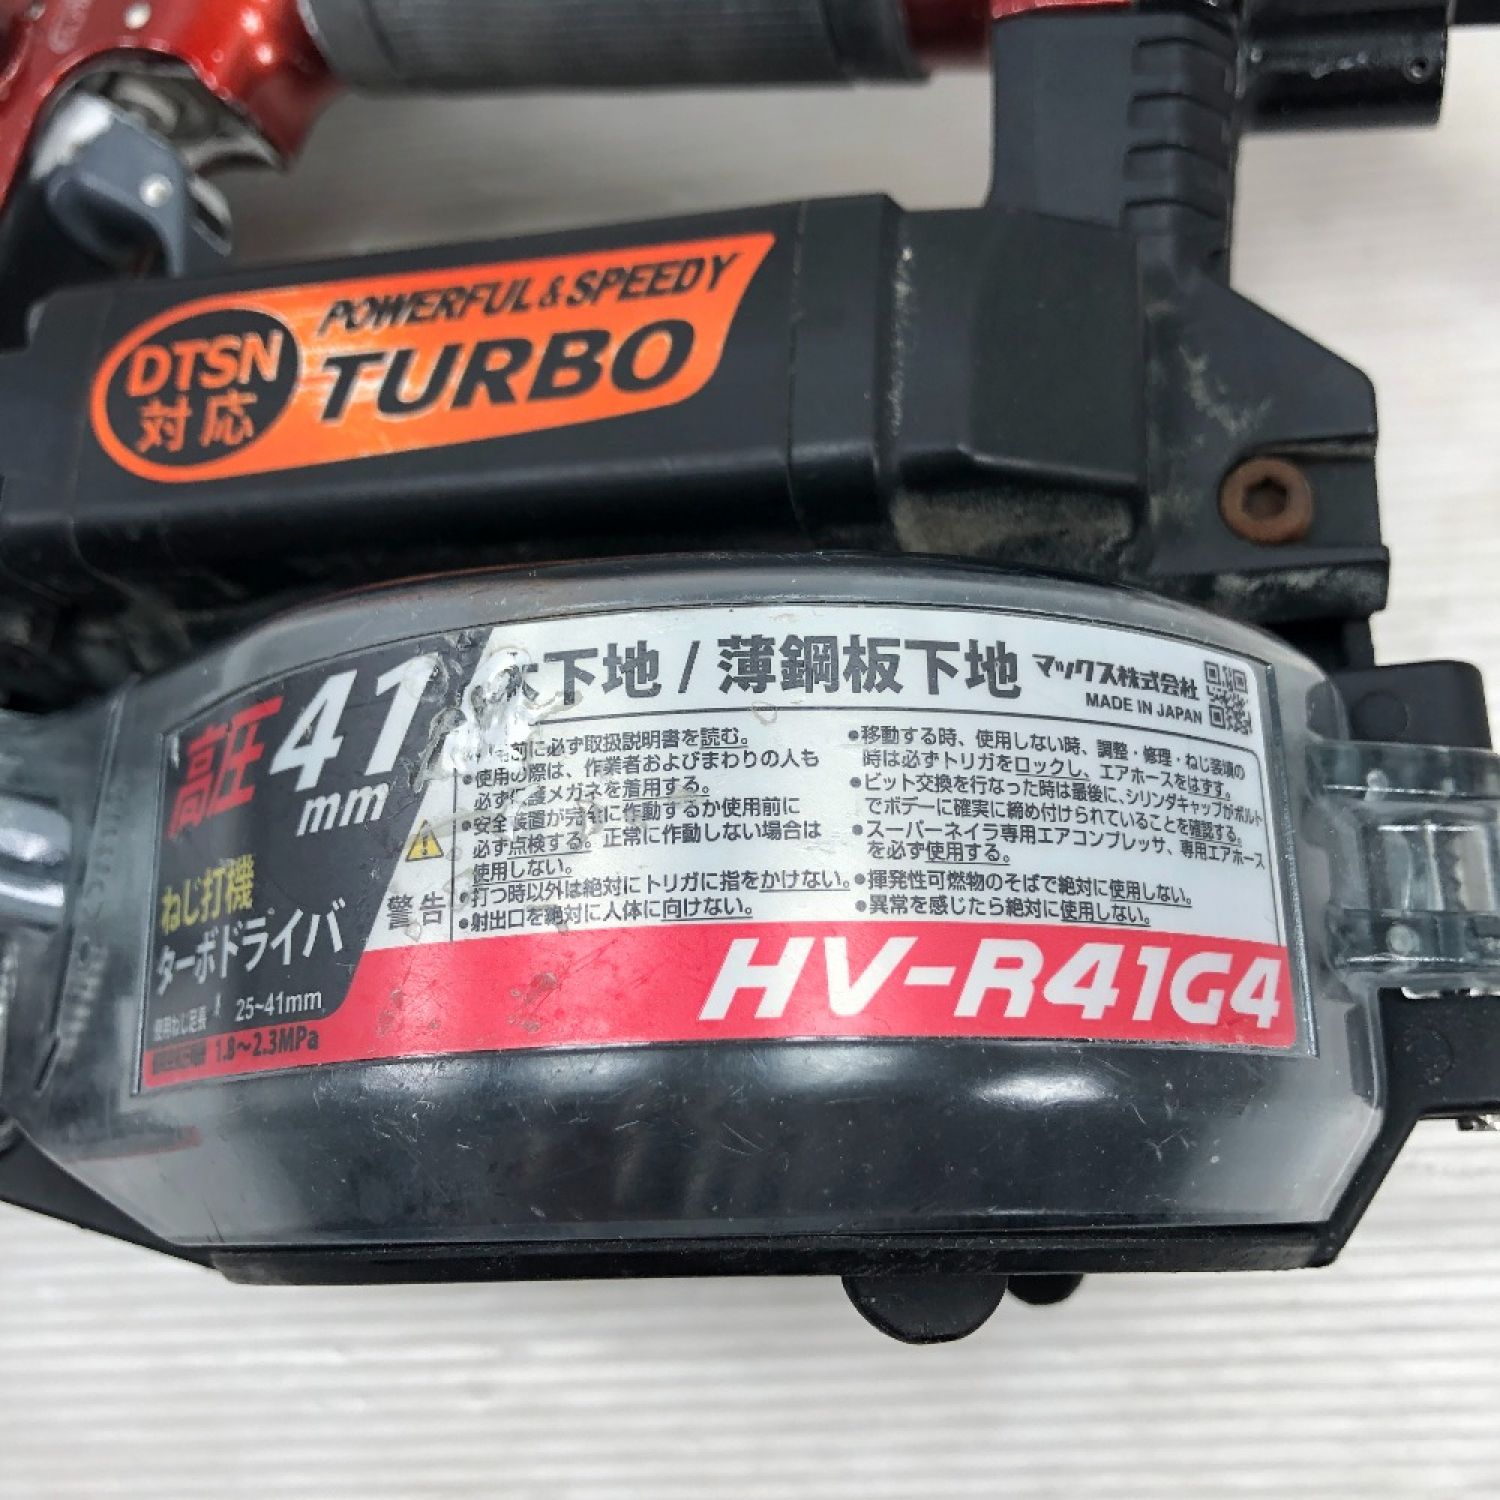 POWERFUL&SPEEDY
DTSN
対応
TURBO
高圧
41
mm
ねじ打機
ターボドライバ
25~41mm
1.8~2.3MPa
木下地/薄鋼板下地
マックス株式会社
MADE IN JAPAN
警告
前に必ず取扱説明書を読む。
●使用の際は、作業者およびまわりの人も
必ず保護メガネを着用する。
●安全装置が完全に作動するか使用前に
必ず点検する。正常に作動しない場合は
使用しない。
●打つ時以外は絶対にトリガに指をかけない。
●射出口を絶対に人体に向けない。
●移動する時、使用しない時、調整・修理・ねじ装填の
時は必ずトリガをロックし、エアホースをはずす。
●ビット交換を行なった時は最後に、シリンダキャップがボルト
でボデーに確実に締め付けられていることを確認する。
●スーパーネイラ専用エアコンプレッサ、専用エアホース
を必ず使用する。
●揮発性可燃物のそばで絶対に使用しない。
●異常を感じたら絶対に使用しない。
HV-R41G4